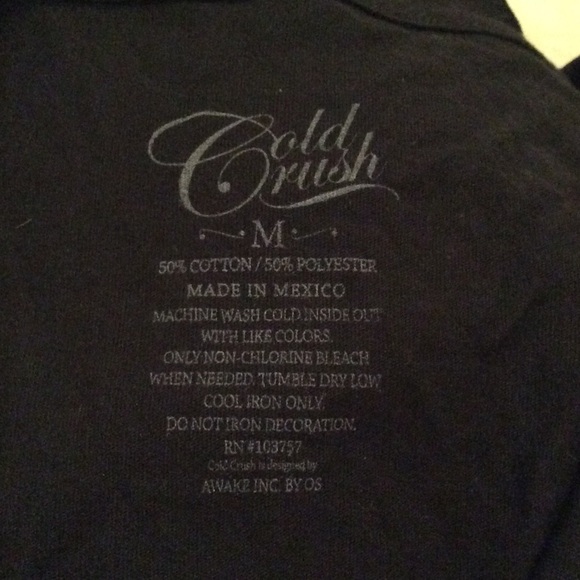 Cold
Crush
M
50% COTTON / 50% POLYESTER
MADE IN MEXICO
MACHINE WASH COLD INSIDE OUT
WITH LIKE COLORS.
ONLY NON-CHLORINE BLEACH
WHEN NEEDED. TUMBLE DRY LOW
COOL IRON ONLY.
DO NOT IRON DECORATION.
RN #103757
Cold Crush is designed by
AWAKE INC. BY OS